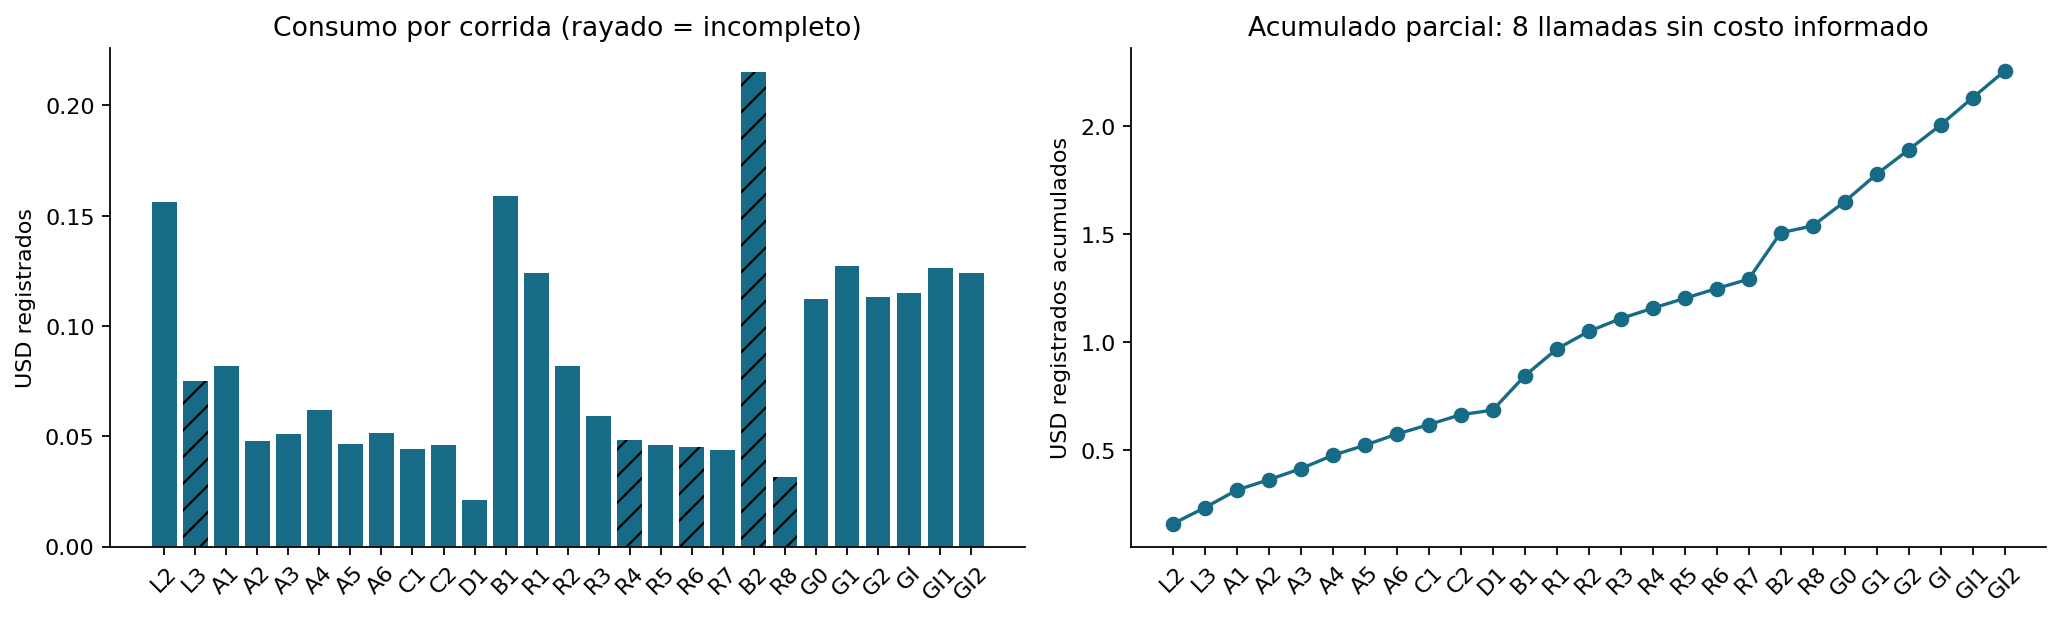 Consumo por corrida (rayado = incompleto)
USD registrados
0.20
0.15
0.10
0.05
0.00
L2 L3 A1 A2 A3 A4 A5 A6 C1 C2 D1 B1 R1 R2 R3 R4 R5 R6 R7 B2 R8 G0 G1 G2 GI GI1 GI2
Acumulado parcial: 8 llamadas sin costo informado
USD registrados acumulados
2.0
1.5
1.0
0.5
L2 L3 A1 A2 A3 A4 A5 A6 C1 C2 D1 B1 R1 R2 R3 R4 R5 R6 R7 B2 R8 G0 G1 G2 GI GI1 GI2